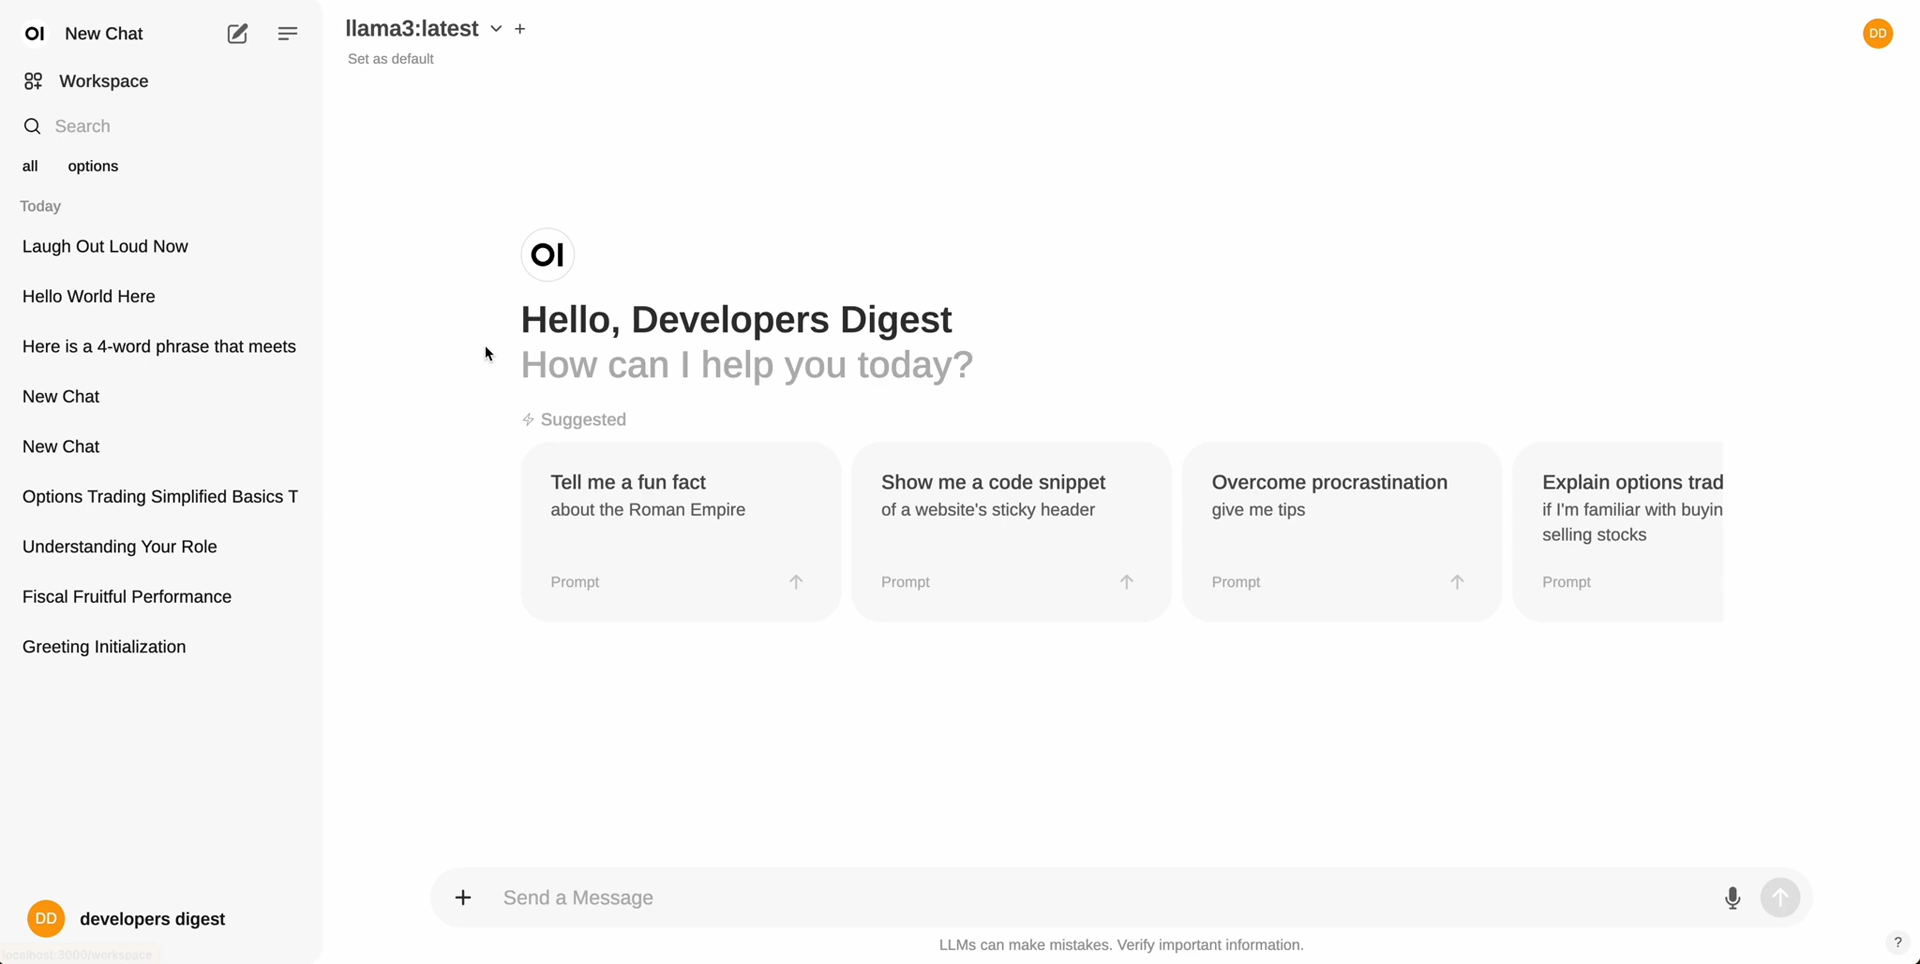 OI New Chat
Workspace
Search
all options
Today
Laugh Out Loud Now
Hello World Here
Here is a 4-word phrase that meets
New Chat
New Chat
Options Trading Simplified Basics T
Understanding Your Role
Fiscal Fruitful Performance
Greeting Initialization
DD developers digest
localhost:3000/workspace
llama3:latest
Set as default
DD
OI
Hello, Developers Digest
How can I help you today?
Suggested
Tell me a fun fact
about the Roman Empire
Prompt
Show me a code snippet
of a website's sticky header
Prompt
Overcome procrastination
give me tips
Prompt
Explain options trad
if I'm familiar with buyin
selling stocks
Prompt
Send a Message
LLMs can make mistakes. Verify important information.
?